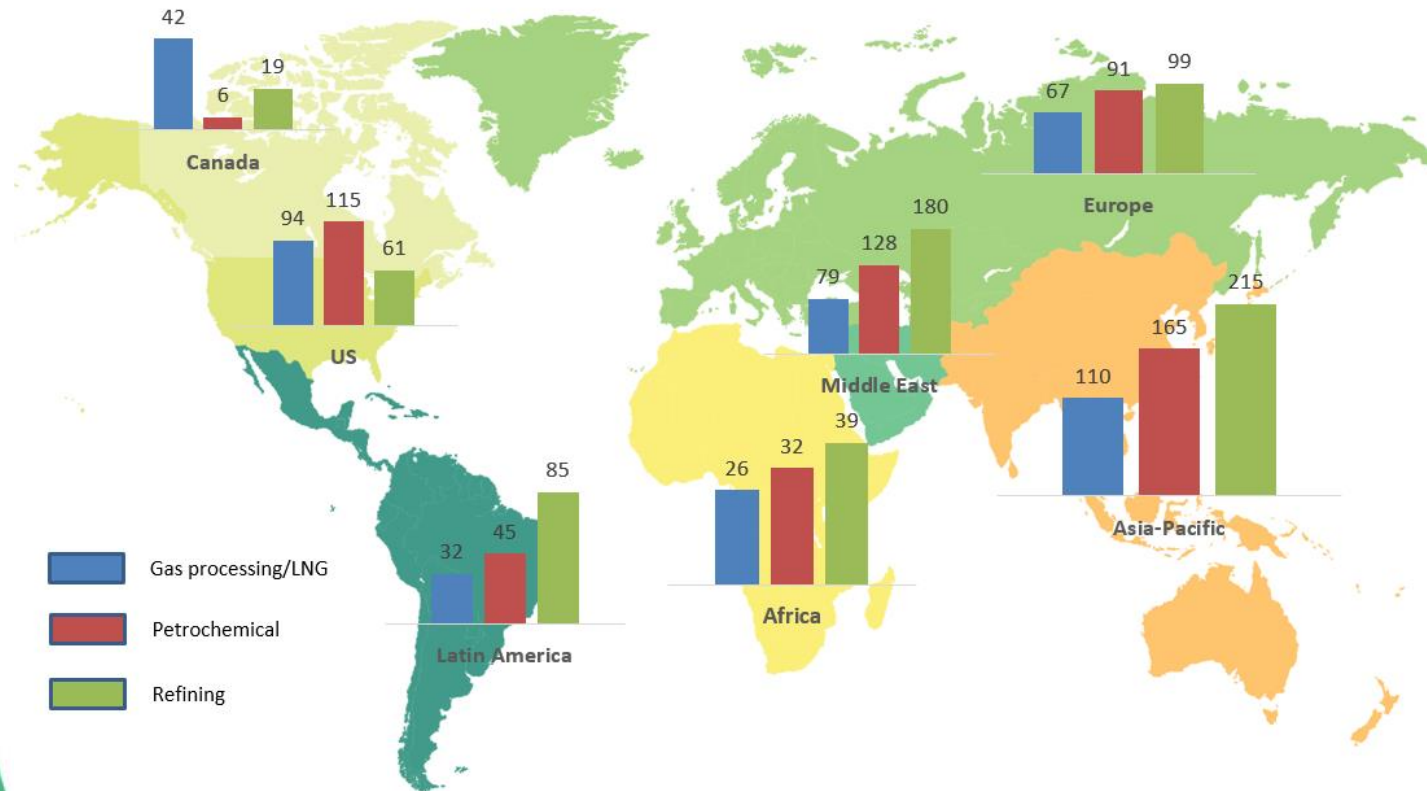 42
6
19
Canada
94
115
61
US
67
91
99
Europe
79
128
180
Middle East
110
165
215
Asia-Pacific
26
32
39
Africa
32
45
85
Latin America
Gas processing/LNG
Petrochemical
Refining